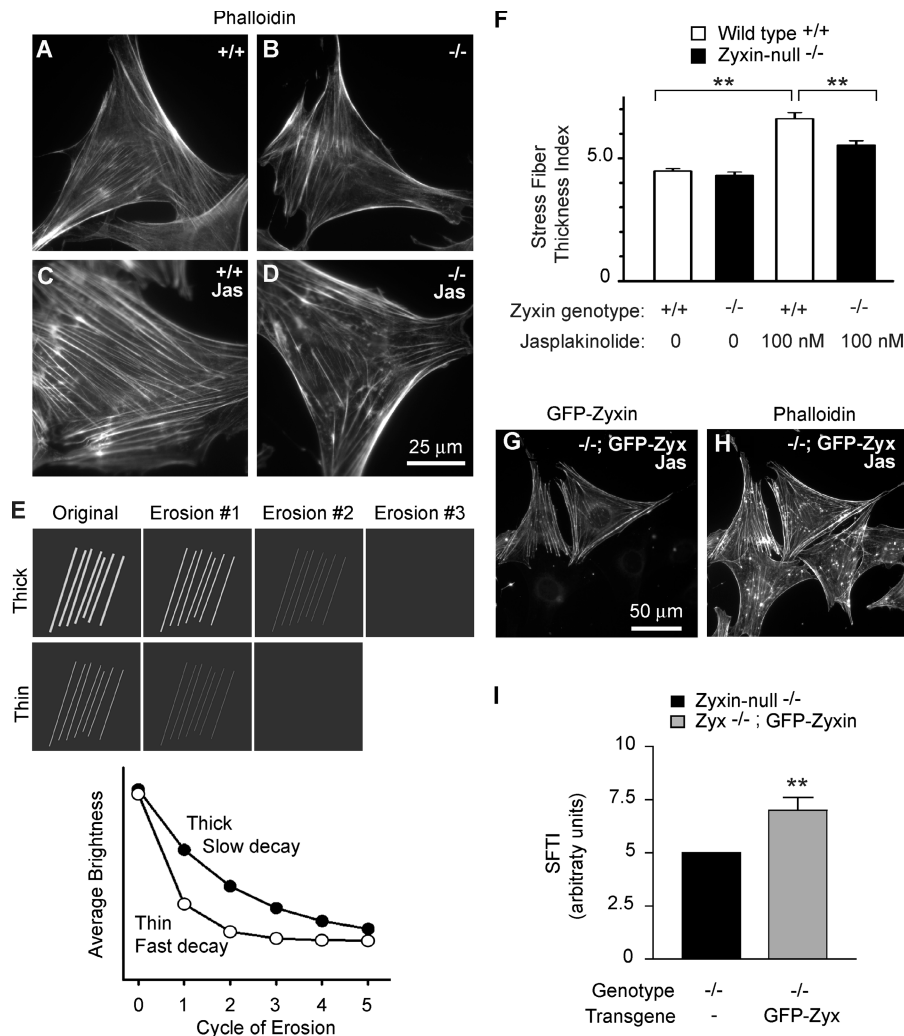 Phalloidin
A +/+
B -/-
C +/+
Jas
D -/-
Jas
25 µm
E
Original Erosion #1 Erosion #2 Erosion #3
Thick
Thin
Average Brightness
Thick
Slow decay
Thin
Fast decay
0 1 2 3 4 5
Cycle of Erosion
F
Wild type +/+
Zyxin-null -/-
** **
Stress Fiber
Thickness Index
5.0
0
Zyxin genotype: +/+ -/- +/+ -/-
Jasplakinolide: 0 0 100 nM 100 nM
GFP-Zyxin Phalloidin
G -/-; GFP-Zyx
Jas
50 µm
H -/-; GFP-Zyx
Jas
I
Zyxin-null -/-
Zyx -/- ; GFP-Zyxin
SFTI
(arbitraty units)
10
7.5
5
2.5
0
**
Genotype -/- -/-
Transgene - GFP-Zyx